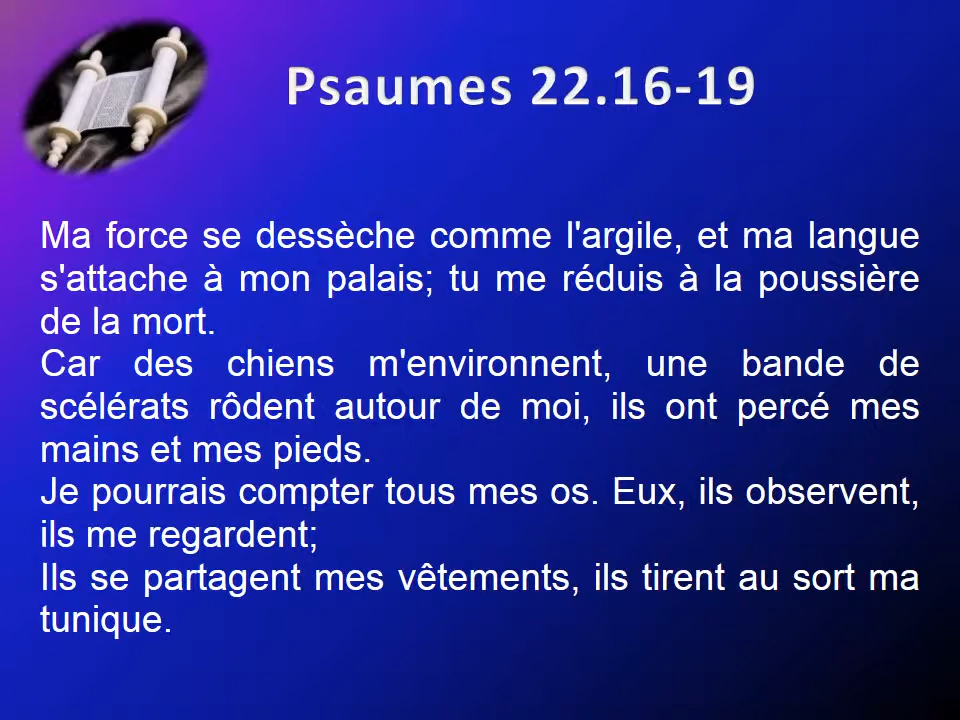 Psaumes 22.16-19
Ma force se dessèche comme l'argile, et ma langue
s'attache à mon palais; tu me réduis à la poussière
de la mort.
Car des chiens m'environnent, une bande de
scélérats rôdent autour de moi, ils ont percé mes
mains et mes pieds.
Je pourrais compter tous mes os. Eux, ils observent,
ils me regardent;
Ils se partagent mes vêtements, ils tirent au sort ma
tunique.